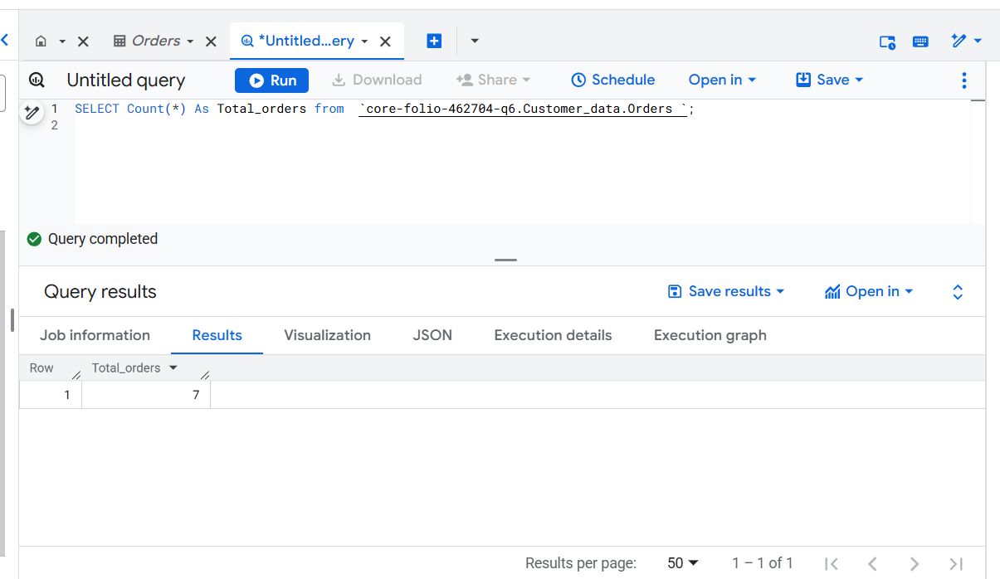 Orders
*Untitled...ery
Untitled query
Run
Download
Share
Schedule
Open in
Save
1 SELECT Count(*) As Total_orders from `core-folio-462704-q6.Customer_data.Orders `;
2
Query completed
Query results
Save results
Open in
Job information
Results
Visualization
JSON
Execution details
Execution graph
Row Total_orders
1 7
Results per page: 50 1 – 1 of 1